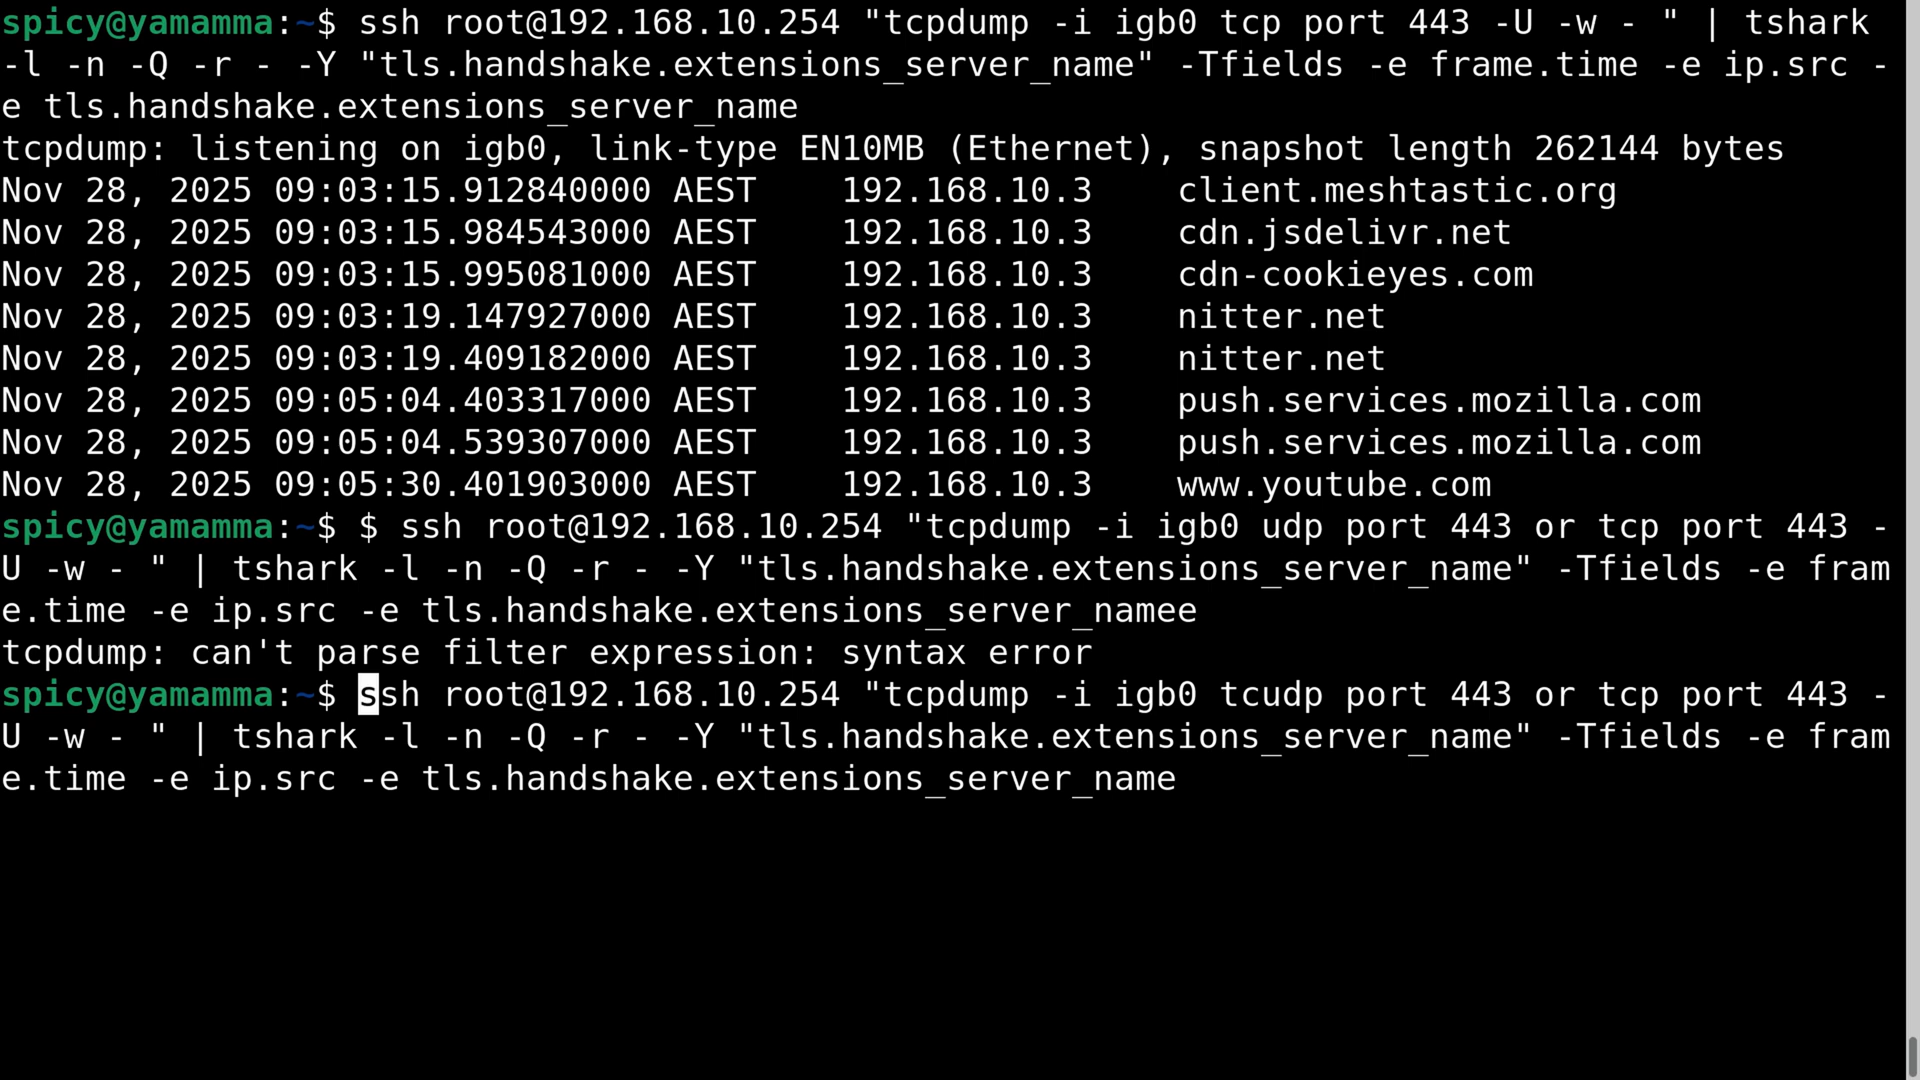 spicy@yamamma:~$ ssh root@192.168.10.254 "tcpdump -i igb0 tcp port 443 -U -w - " | tshark
-l -n -Q -r - -Y "tls.handshake.extensions_server_name" -Tfields -e frame.time -e ip.src -
e tls.handshake.extensions_server_name
tcpdump: listening on igb0, link-type EN10MB (Ethernet), snapshot length 262144 bytes
Nov 28, 2025 09:03:15.912840000 AEST    192.168.10.3    client.meshtastic.org
Nov 28, 2025 09:03:15.984543000 AEST    192.168.10.3    cdn.jsdelivr.net
Nov 28, 2025 09:03:15.995081000 AEST    192.168.10.3    cdn-cookieyes.com
Nov 28, 2025 09:03:19.147927000 AEST    192.168.10.3    nitter.net
Nov 28, 2025 09:03:19.409182000 AEST    192.168.10.3    nitter.net
Nov 28, 2025 09:05:04.403317000 AEST    192.168.10.3    push.services.mozilla.com
Nov 28, 2025 09:05:04.539307000 AEST    192.168.10.3    push.services.mozilla.com
Nov 28, 2025 09:05:30.401903000 AEST    192.168.10.3    www.youtube.com
spicy@yamamma:~$ $ ssh root@192.168.10.254 "tcpdump -i igb0 udp port 443 or tcp port 443 -
U -w - " | tshark -l -n -Q -r - -Y "tls.handshake.extensions_server_name" -Tfields -e fram
e.time -e ip.src -e tls.handshake.extensions_server_namee
tcpdump: can't parse filter expression: syntax error
spicy@yamamma:~$ ssh root@192.168.10.254 "tcpdump -i igb0 tcudp port 443 or tcp port 443 -
U -w - " | tshark -l -n -Q -r - -Y "tls.handshake.extensions_server_name" -Tfields -e fram
e.time -e ip.src -e tls.handshake.extensions_server_name